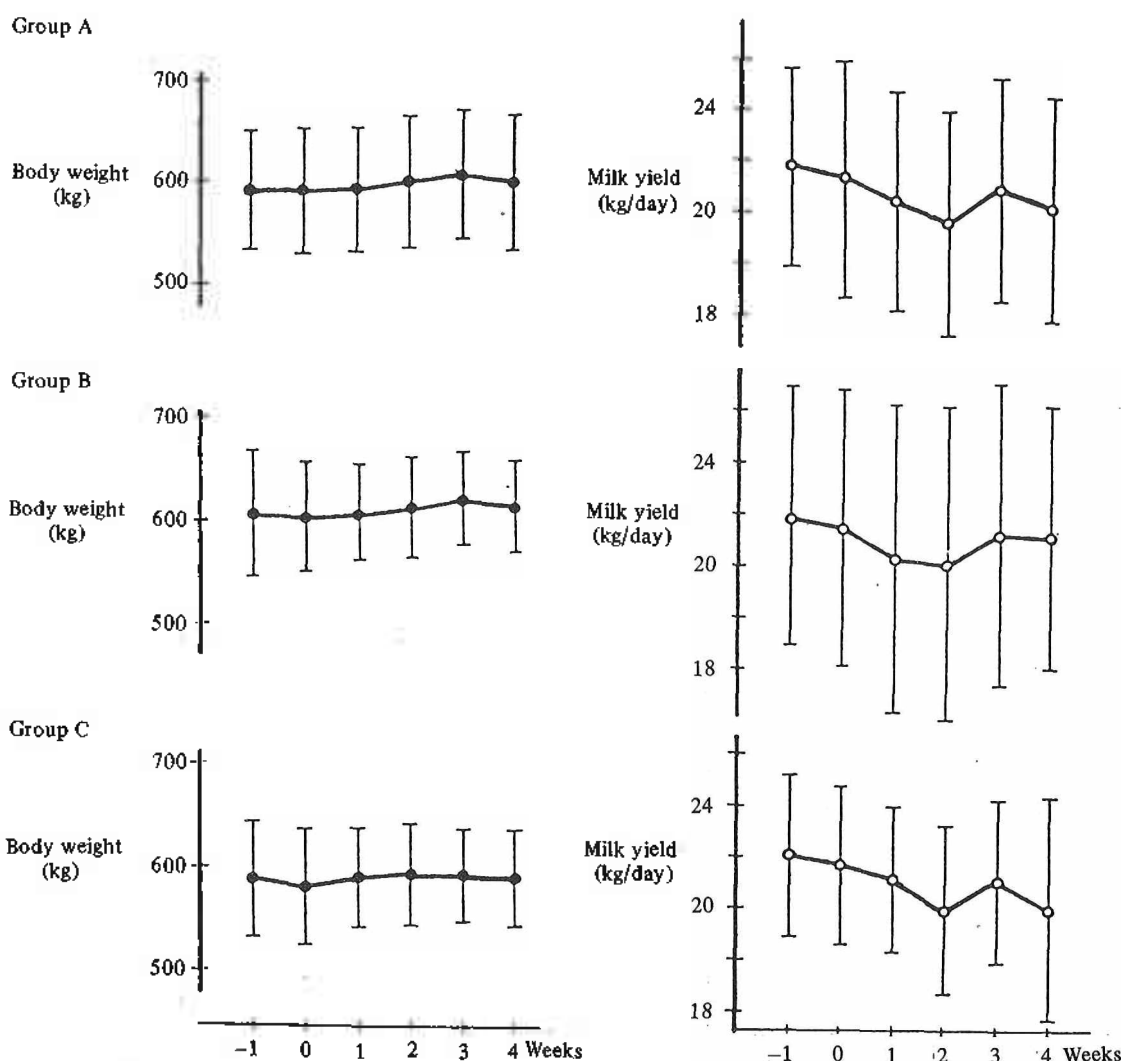 Group A
700
Body weight
(kg)
600
500
24
Milk yield
(kg/day)
20
18
Group B
700
Body weight
(kg)
600
500
24
Milk yield
(kg/day)
20
18
Group C
700
Body weight
(kg)
600
500
24
Milk yield
(kg/day)
20
18
-1 0 1 2 3 4 Weeks
-1 0 1 2 3 4 Weeks